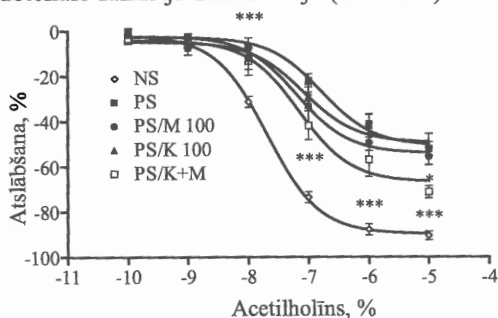 ***
0
-20
-40
-60
-80
-100
Atslābšana, %
NS
PS
PS/M 100
PS/K 100
PS/K+M
***
***
*
***
-11 -10 -9 -8 -7 -6 -5 -4
Acetilholīns, %